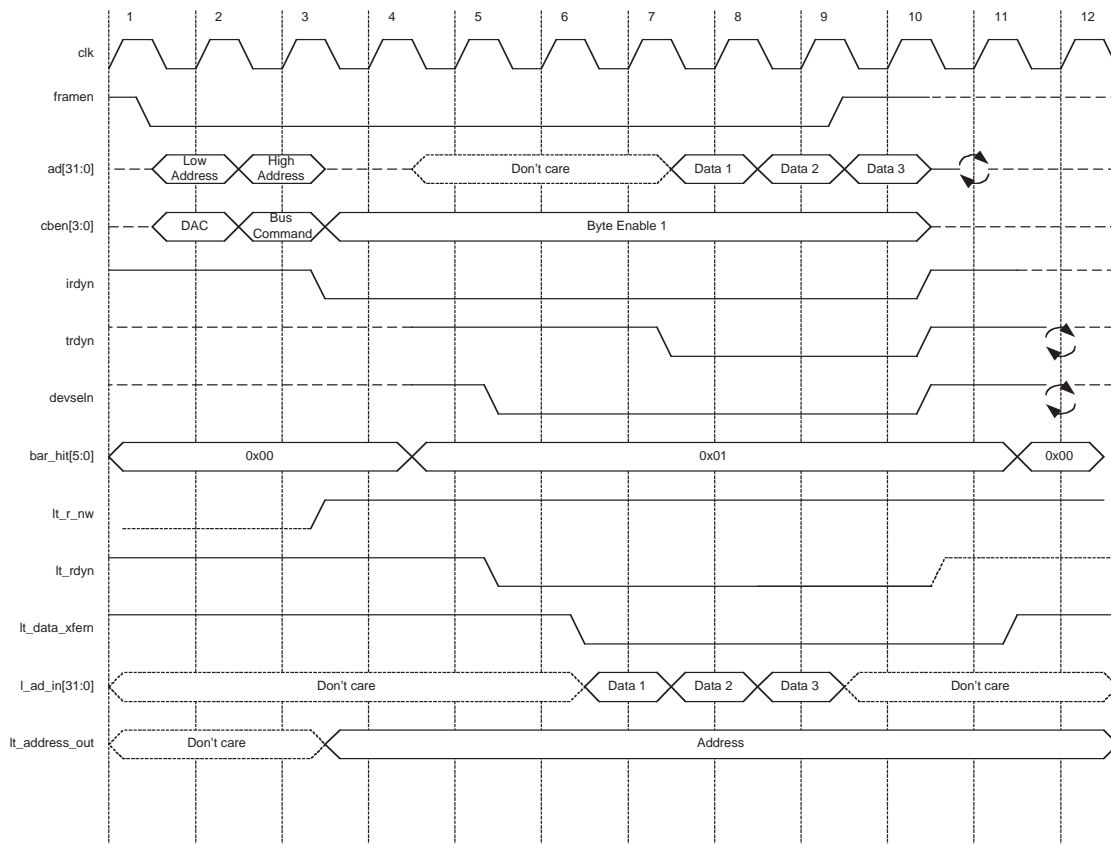 1 2 3 4 5 6 7 8 9 10 11 12
clk
framen
ad[31:0] Low Address High Address Don't care Data 1 Data 2 Data 3
cben[3:0] DAC Bus Command Byte Enable 1
irdyn
trdyn
devseln
bar_hit[5:0] 0x00 0x01 0x00
lt_r_nw
lt_rdyn
lt_data_xfern
l_ad_in[31:0] Don't care Data 1 Data 2 Data 3 Don't care
lt_address_out Don't care Address